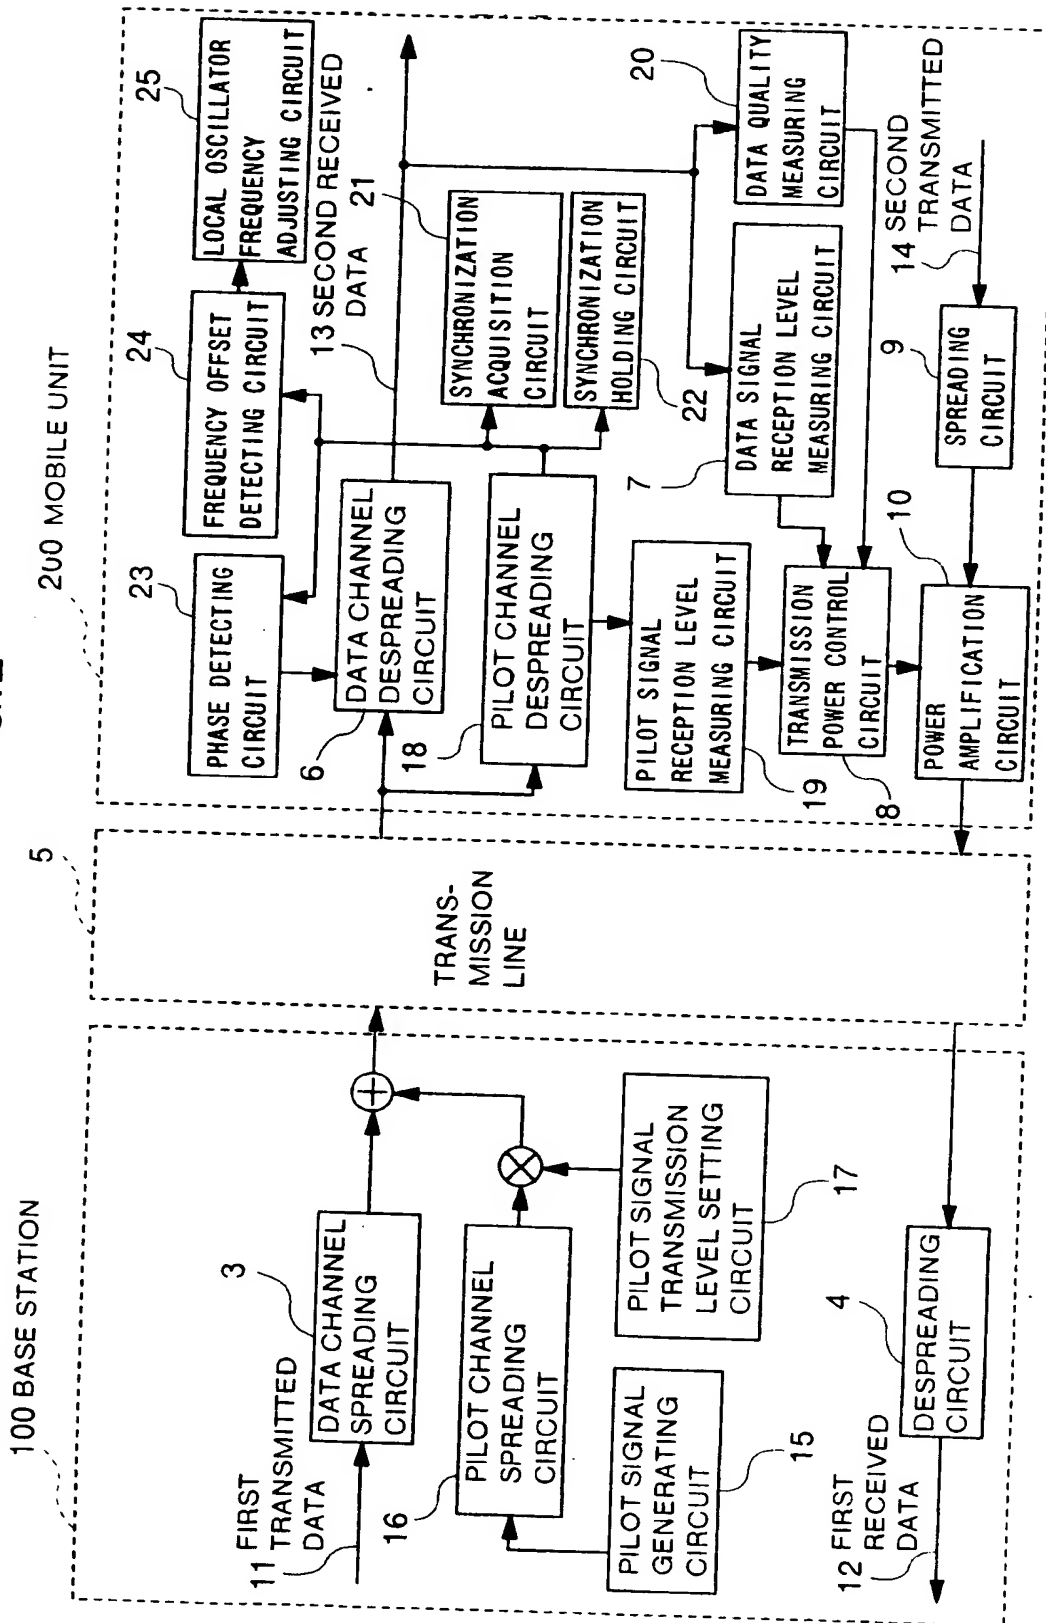 100 BASE STATION
11 FIRST
TRANSMITTED
DATA
3
DATA CHANNEL
SPREADING
CIRCUIT
16
PILOT CHANNEL
SPREADING
CIRCUIT
PILOT SIGNAL
GENERATING
CIRCUIT
15
PILOT SIGNAL
TRANSMISSION
LEVEL SETTING
CIRCUIT
17
12 FIRST
RECEIVED
DATA
4
DESPREADING
CIRCUIT
5
TRANS-
MISSION
LINE
200 MOBILE UNIT
23
PHASE DETECTING
CIRCUIT
24
FREQUENCY OFFSET
DETECTING CIRCUIT
25
LOCAL OSCILLATOR
FREQUENCY
ADJUSTING CIRCUIT
6
DATA CHANNEL
DESPREADING
CIRCUIT
13 SECOND RECEIVED
DATA
18
PILOT CHANNEL
DESPREADING
CIRCUIT
21
SYNCHRONIZATION
ACQUISITION
CIRCUIT
SYNCHRONIZATION
HOLDING CIRCUIT
22
PILOT SIGNAL
RECEPTION LEVEL
MEASURING CIRCUIT
19
7
DATA SIGNAL
RECEPTION LEVEL
MEASURING CIRCUIT
20
DATA QUALITY
MEASURING
CIRCUIT
TRANSMISSION
POWER CONTROL
CIRCUIT
8
10
POWER
AMPLIFICATION
CIRCUIT
9
SPREADING
CIRCUIT
14 SECOND
TRANSMITTED
DATA